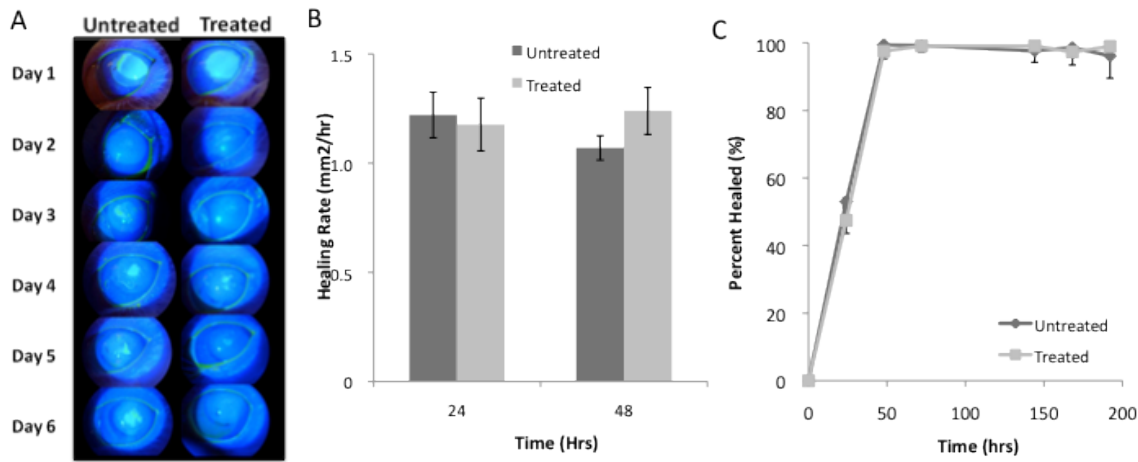 A
Untreated Treated
Day 1
Day 2
Day 3
Day 4
Day 5
Day 6
B
Untreated
Treated
Healing Rate (mm2/hr)
1.5
1.0
0.5
0
24 48
Time (Hrs)
C
Percent Healed (%)
100
80
60
40
20
0
Untreated
Treated
0 50 100 150 200
Time (hrs)